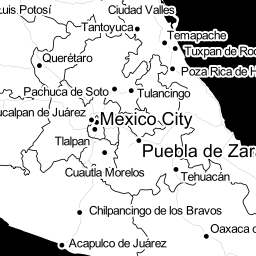 Luis Potosí
Ciudad Valles
Tantoyuca
Temapache
Tuxpan de Ro
Querétaro
Poza Rica de H
Pachuca de Soto
Tulancingo
ucalpan de Juárez
Mexico City
Tlalpan
Puebla de Zara
Cuautla Morelos
Tehuacán
Chilpancingo de los Bravos
Oaxaca d
Acapulco de Juárez